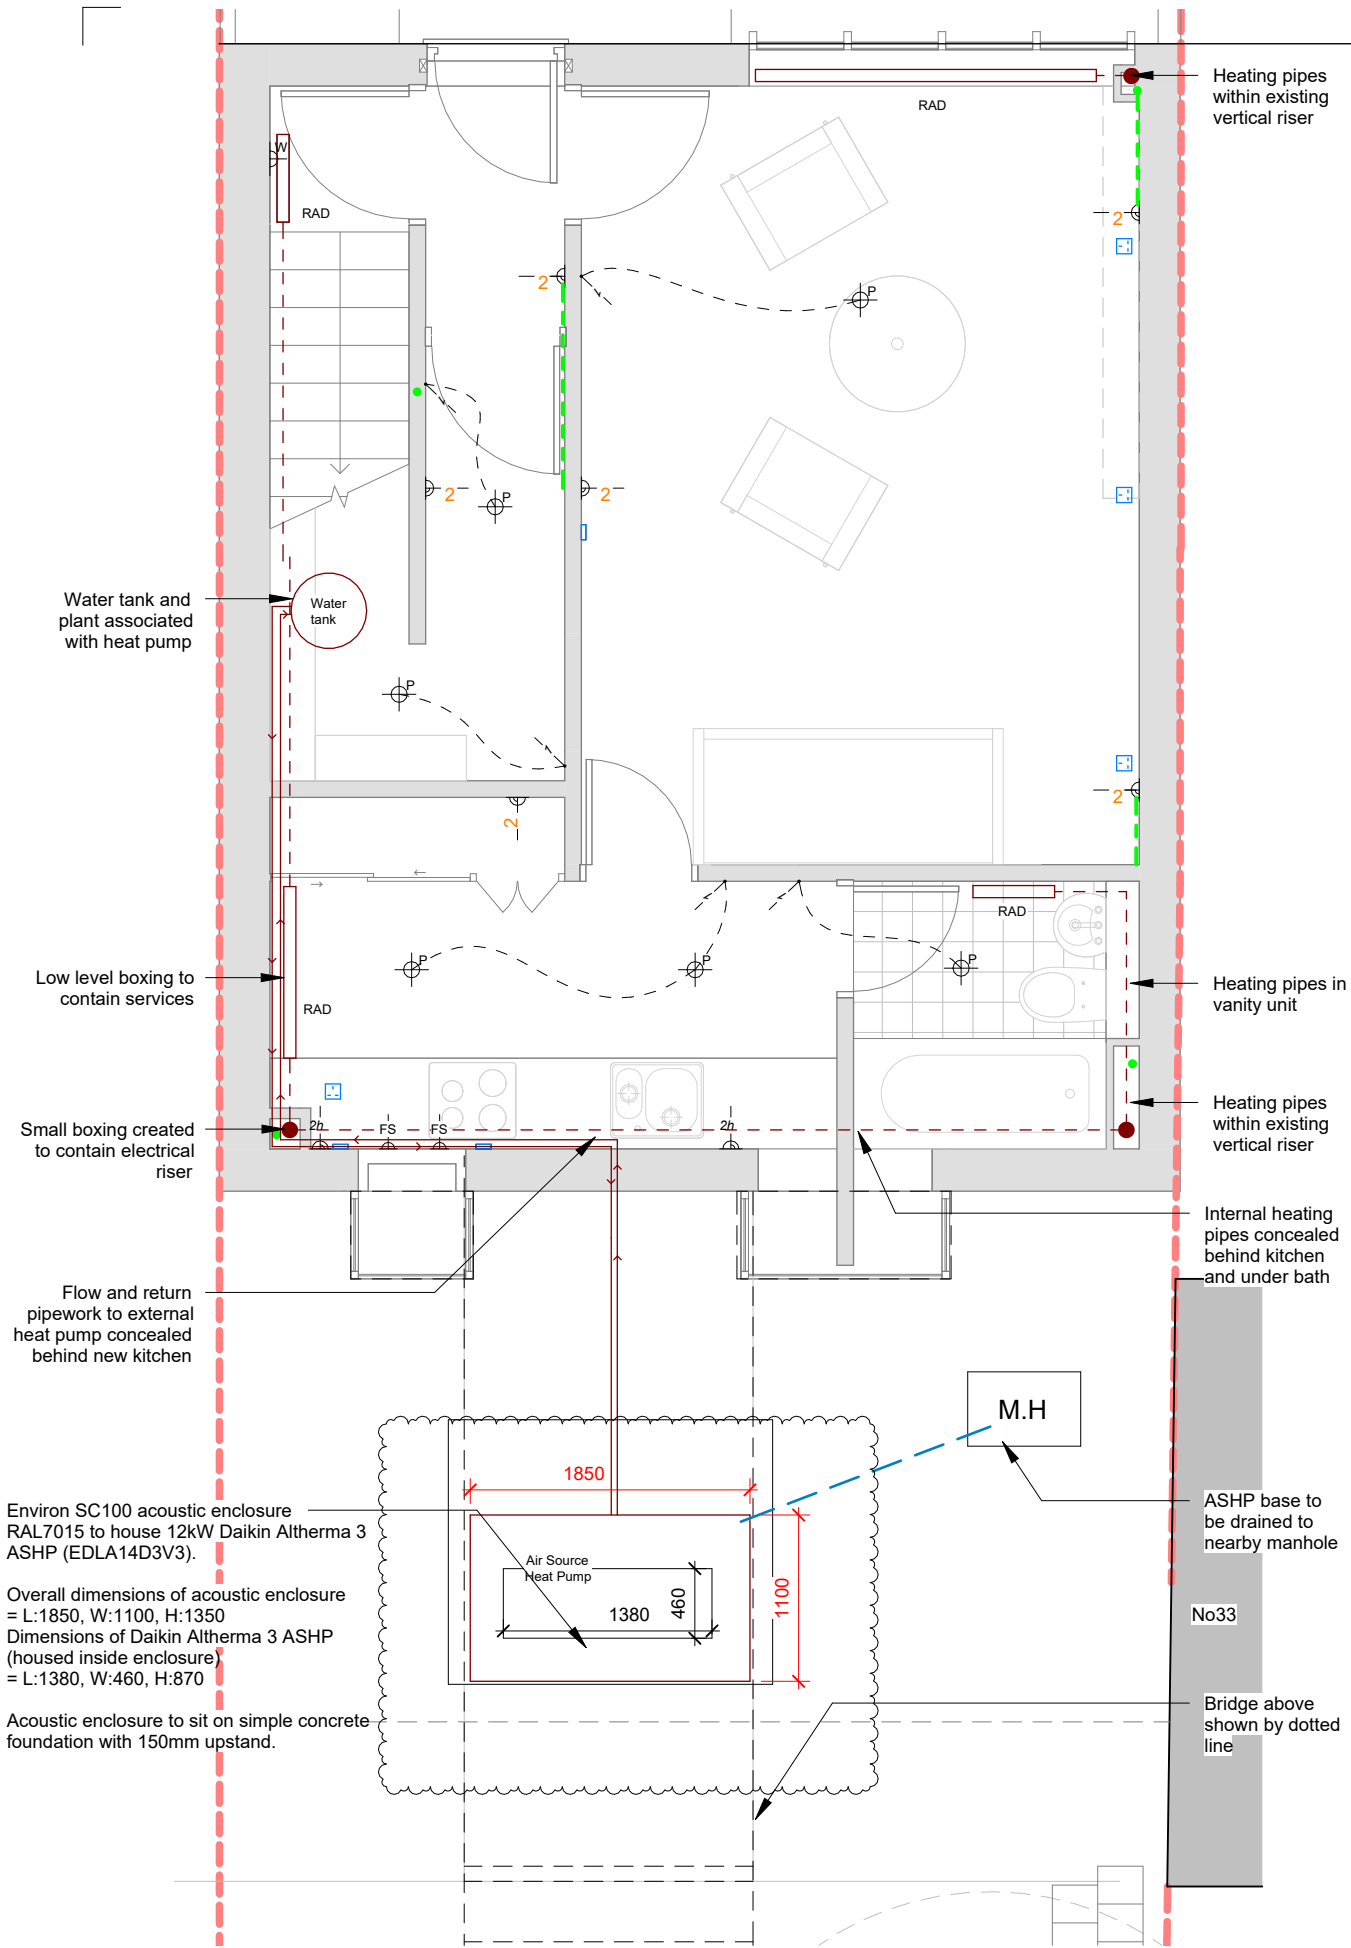 Heating pipes
within existing
vertical riser
RAD
W
RAD
2
2
P
2
2
P
Water tank and
plant associated
with heat pump
Water
tank
P
2
2
RAD
P
P
P
Low level boxing to
contain services
RAD
Heating pipes in
vanity unit
Small boxing created
to contain electrical
riser
2h
FS
FS
2h
Heating pipes
within existing
vertical riser
Internal heating
pipes concealed
behind kitchen
and under bath
Flow and return
pipework to external
heat pump concealed
behind new kitchen
M.H
1850
Environ SC100 acoustic enclosure
RAL7015 to house 12kW Daikin Altherma 3
ASHP (EDLA14D3V3).
ASHP base to
be drained to
nearby manhole
Air Source
Heat Pump
1380
460
1100
Overall dimensions of acoustic enclosure
= L:1850, W:1100, H:1350
Dimensions of Daikin Altherma 3 ASHP
(housed inside enclosure)
= L:1380, W:460, H:870
No33
Acoustic enclosure to sit on simple concrete
foundation with 150mm upstand.
Bridge above
shown by dotted
line